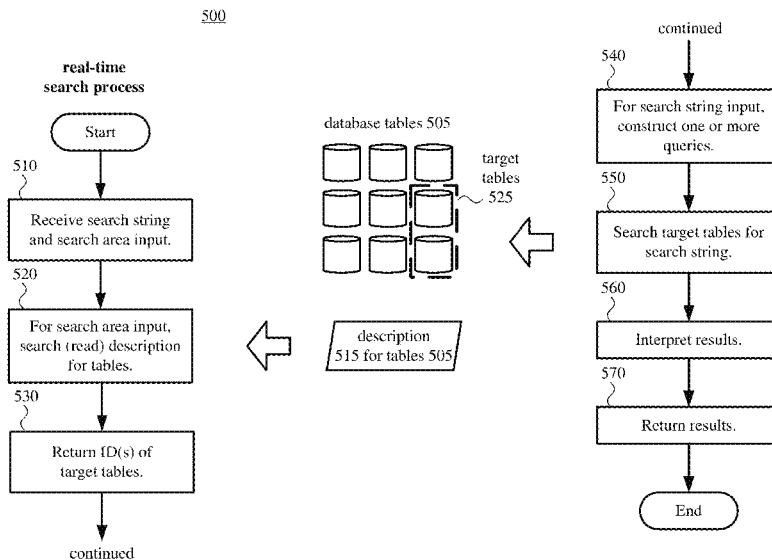 500
real-time
search process
Start
510
Receive search string
and search area input.
520
For search area input,
search (read) description
for tables.
530
Return ID(s) of
target tables.
continued
database tables 505
target
tables
525
description
515 for tables 505
continued
540
For search string input,
construct one or more
queries.
550
Search target tables for
search string.
560
Interpret results.
570
Return results.
End